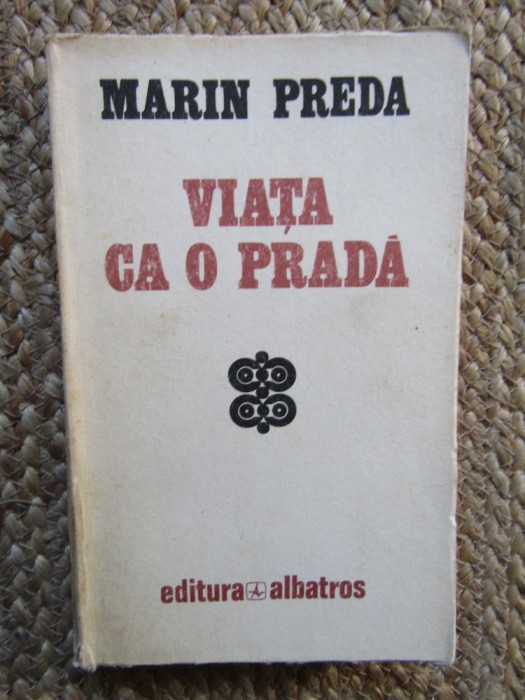 MARIN PREDA
VIAȚA
CA O PRADĂ
editura albatros